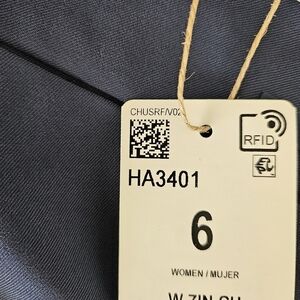 CHUSRF/V02
RFID
HA3401
6
WOMEN / MUJER